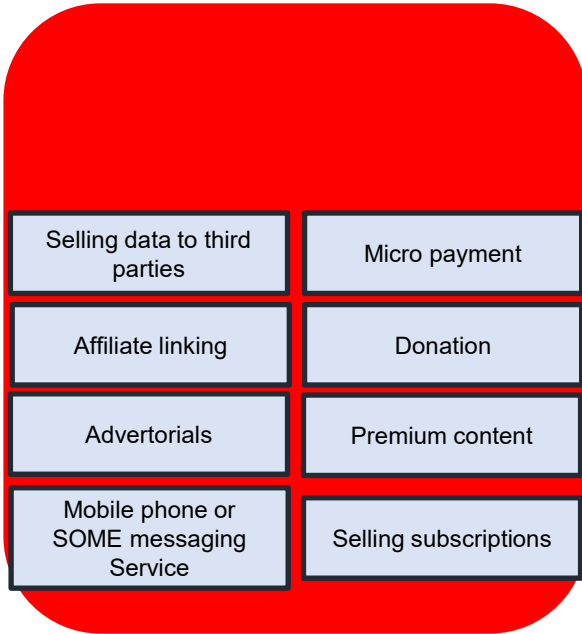 Selling data to third
parties
Micro payment
Affiliate linking
Donation
Advertorials
Premium content
Mobile phone or
SOME messaging
Service
Selling subscriptions